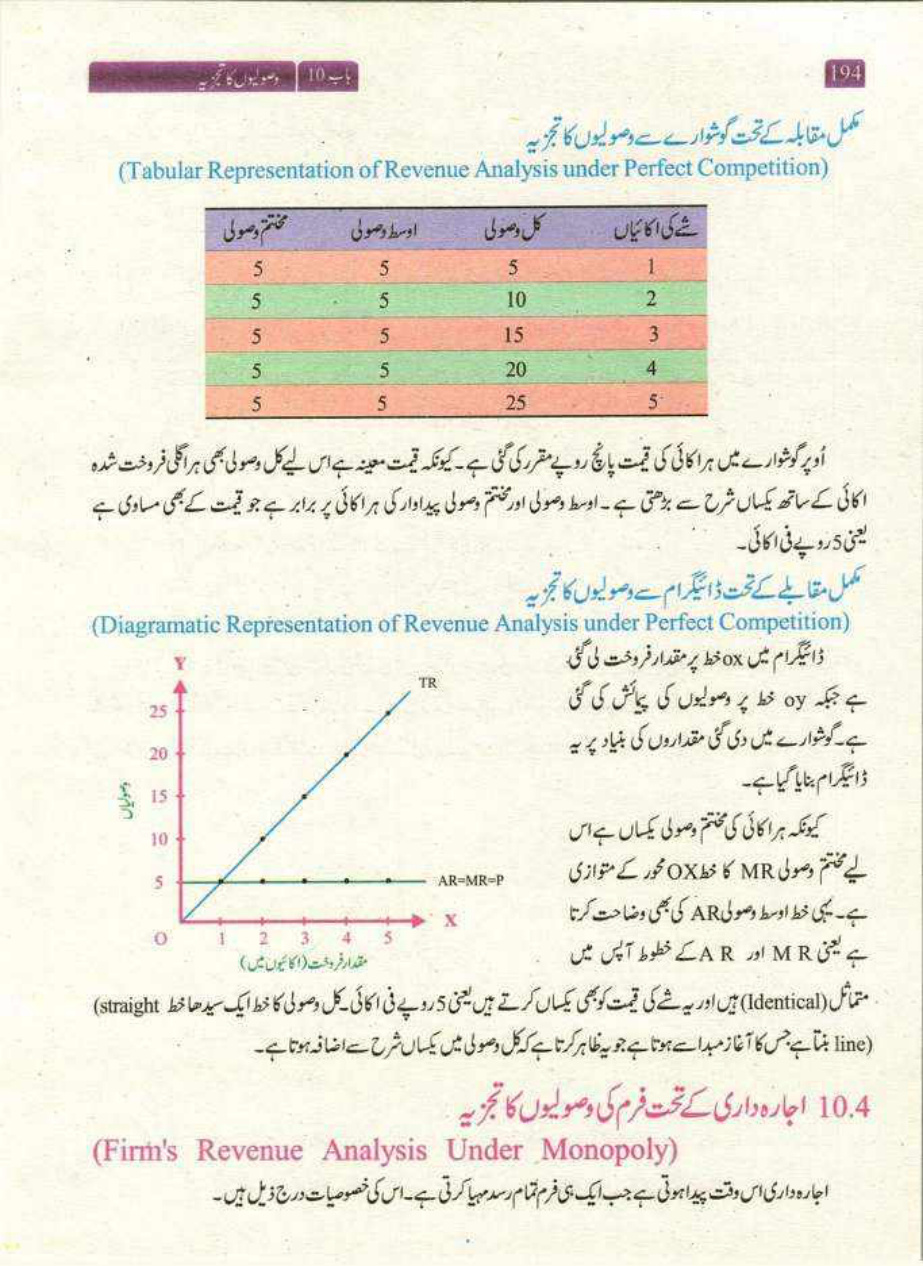 194
باب 10 وصولیوں کا تجزیہ
مکمل مقابلہ کے تحت گوشوارے سے وصولیوں کا تجزیہ
(Tabular Representation of Revenue Analysis under Perfect Competition)
شے کی اکائیاں کل وصولی اوسط وصولی مختتم وصولی
1 5 5 5
2 10 5 5
3 15 5 5
4 20 5 5
5 25 5 5
اُوپر گوشوارے میں ہر اکائی کی قیمت پانچ روپے مقرر کی گئی ہے۔ کیونکہ قیمت معینہ ہے اس لیے کل وصولی بھی ہر اگلی فروخت شدہ
اکائی کے ساتھ یکساں شرح سے بڑھتی ہے۔ اوسط وصولی اور مختتم وصولی پیداوار کی ہر اکائی پر برابر ہے جو قیمت کے بھی مساوی ہے
یعنی 5 روپے فی اکائی۔
مکمل مقابلے کے تحت ڈائیگرام سے وصولیوں کا تجزیہ
(Diagramatic Representation of Revenue Analysis under Perfect Competition)
ڈائیگرام میں ox خط پر مقدار فروخت لی گئی
ہے جبکہ oy خط پر وصولیوں کی پیمائش کی گئی
ہے۔ گوشوارے میں دی گئی مقداروں کی بنیاد پر یہ
ڈائیگرام بنایا گیا ہے۔
کیونکہ ہر اکائی کی مختتم وصولی یکساں ہے اس
لیے مختتم وصولی MR کا خط OX محور کے متوازی
ہے۔ یہی خط اوسط وصولی AR کی بھی وضاحت کرتا
ہے یعنی M R اور A R کے خطوط آپس میں
Y
TR
25
20
15
10
5
وصولیاں
AR=MR=P
X
O 1 2 3 4 5
مقدار فروخت (اکائیوں میں)
متماثل (Identical) ہیں اور یہ شے کی قیمت کو بھی یکساں کرتے ہیں یعنی 5 روپے فی اکائی۔ کل وصولی کا خط ایک سیدھا خط (straight
line) بنتا ہے جس کا آغاز مبدا سے ہوتا ہے جو یہ ظاہر کرتا ہے کہ کل وصولی میں یکساں شرح سے اضافہ ہوتا ہے۔
10.4 اجارہ داری کے تحت فرم کی وصولیوں کا تجزیہ
(Firm's Revenue Analysis Under Monopoly)
اجارہ داری اس وقت پیدا ہوتی ہے جب ایک ہی فرم تمام رسد مہیا کرتی ہے۔ اس کی خصوصیات درج ذیل ہیں۔